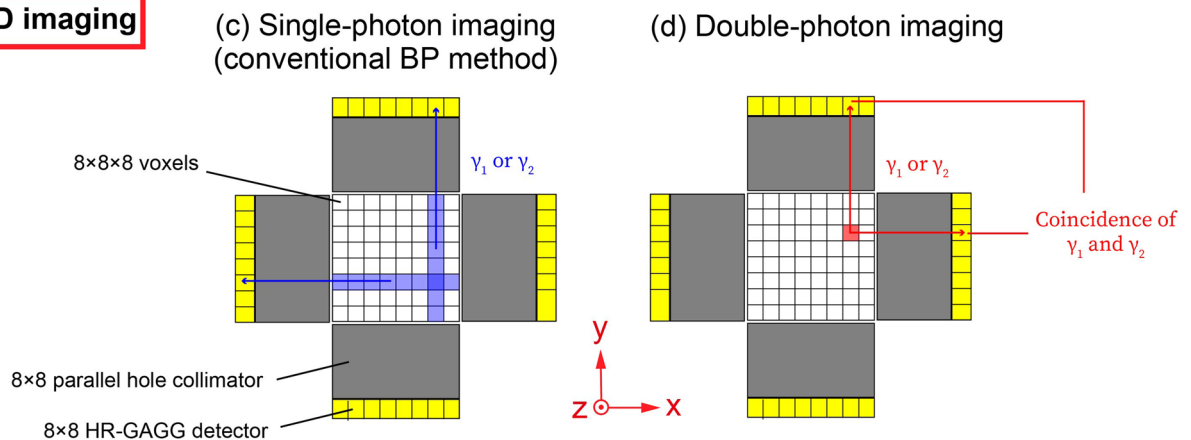 D imaging
(c) Single-photon imaging
(conventional BP method)
(d) Double-photon imaging
8×8×8 voxels
γ₁ or γ₂
γ₁ or γ₂
Coincidence of
γ₁ and γ₂
8×8 parallel hole collimator
8×8 HR-GAGG detector
y
z
x